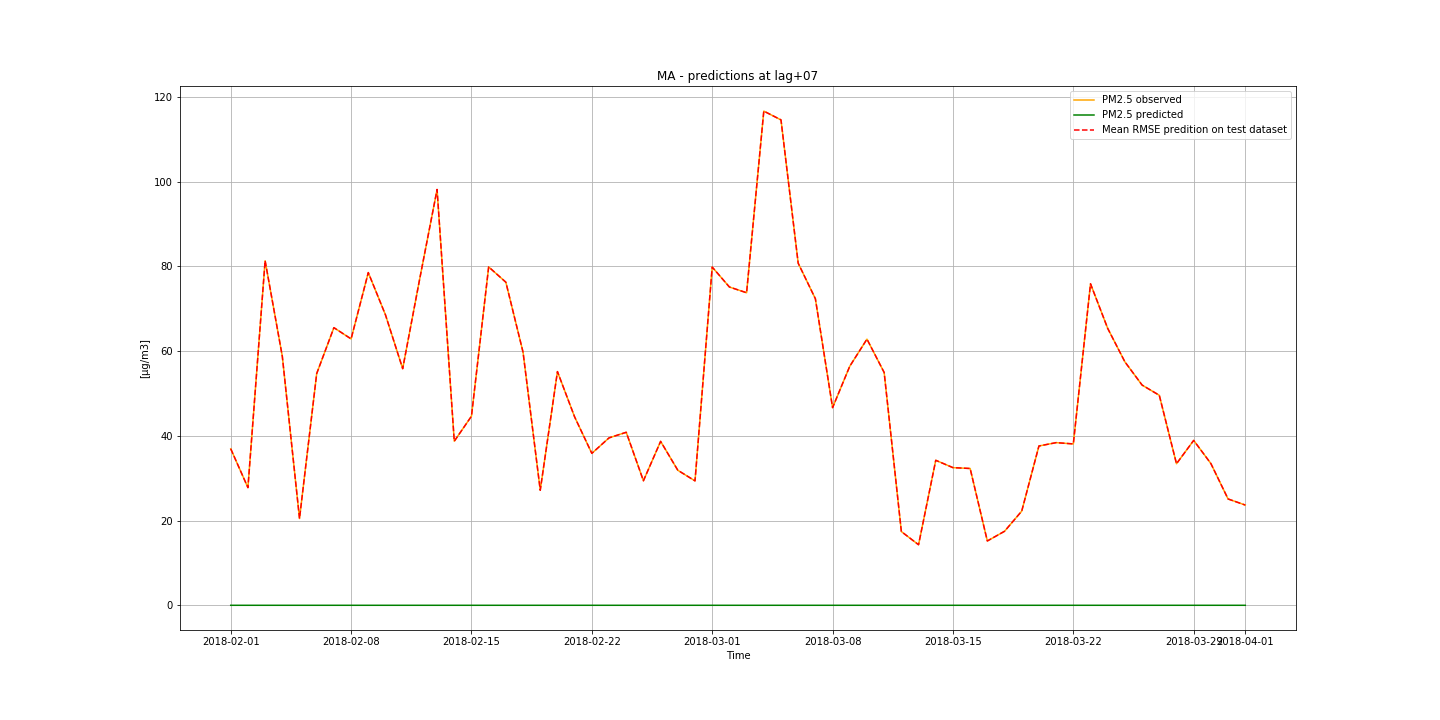 MA - predictions at lag+07
PM2.5 observed
PM2.5 predicted
Mean RMSE predition on test dataset
120
100
80
60
40
20
0
[µg/m3]
2018-02-01 2018-02-08 2018-02-15 2018-02-22 2018-03-01 2018-03-08 2018-03-15 2018-03-22 2018-03-29 2018-04-01
Time